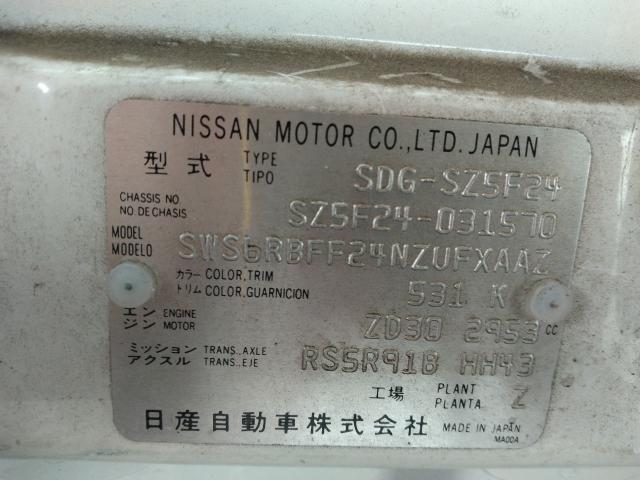 NISSAN MOTOR CO.,LTD. JAPAN
型式 TYPE TIPO SDG-SZ5F24
CHASSIS NO. NO. DE CHASIS SZ5F24-031570
MODEL MODELO SWS6RBFF24NZUFXAAZ
カラー COLOR,TRIM
トリム COLOR,GUARNICION 531 K
エンジン ENGINE MOTOR ZD30 2953 CC
ミッション TRANS.,AXLE
アクスル TRANS.,EJE RS5R91B HH43
工場 PLANT PLANTA Z
日産自動車株式会社 MADE IN JAPAN
MA00A